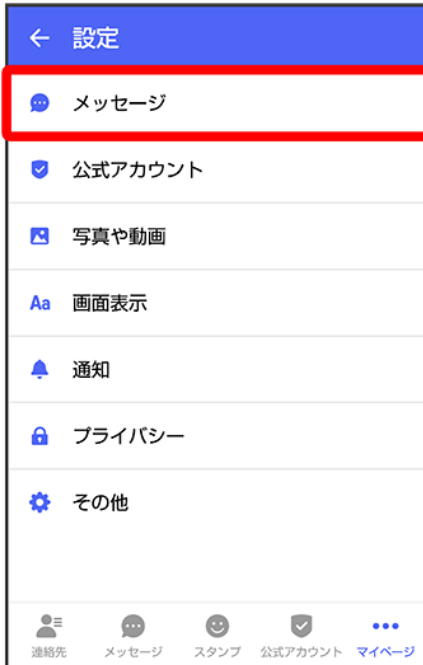 設定
メッセージ
公式アカウント
写真や動画
Aa 画面表示
通知
プライバシー
その他
連絡先 メッセージ スタンプ 公式アカウント マイページ